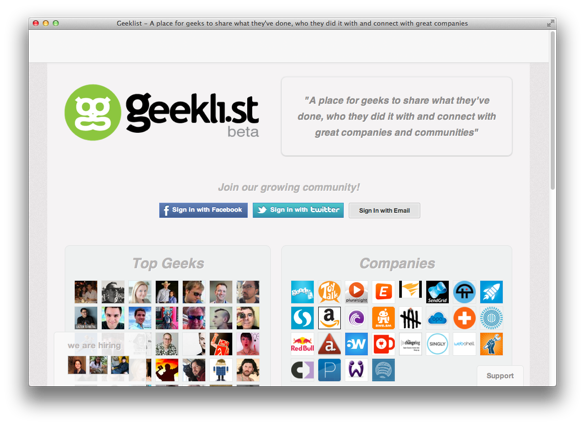 Geeklist – A place for geeks to share what they've done, who they did it with and connect with great companies
geekli.st
beta
"A place for geeks to share what they've
done, who they did it with and connect with
great companies and communities"
Join our growing community!
Sign in with Facebook
Sign in with twitter
Sign In with Email
Top Geeks
Companies
SendGrid
Red Bull
SINGLY
we are hiring
Support